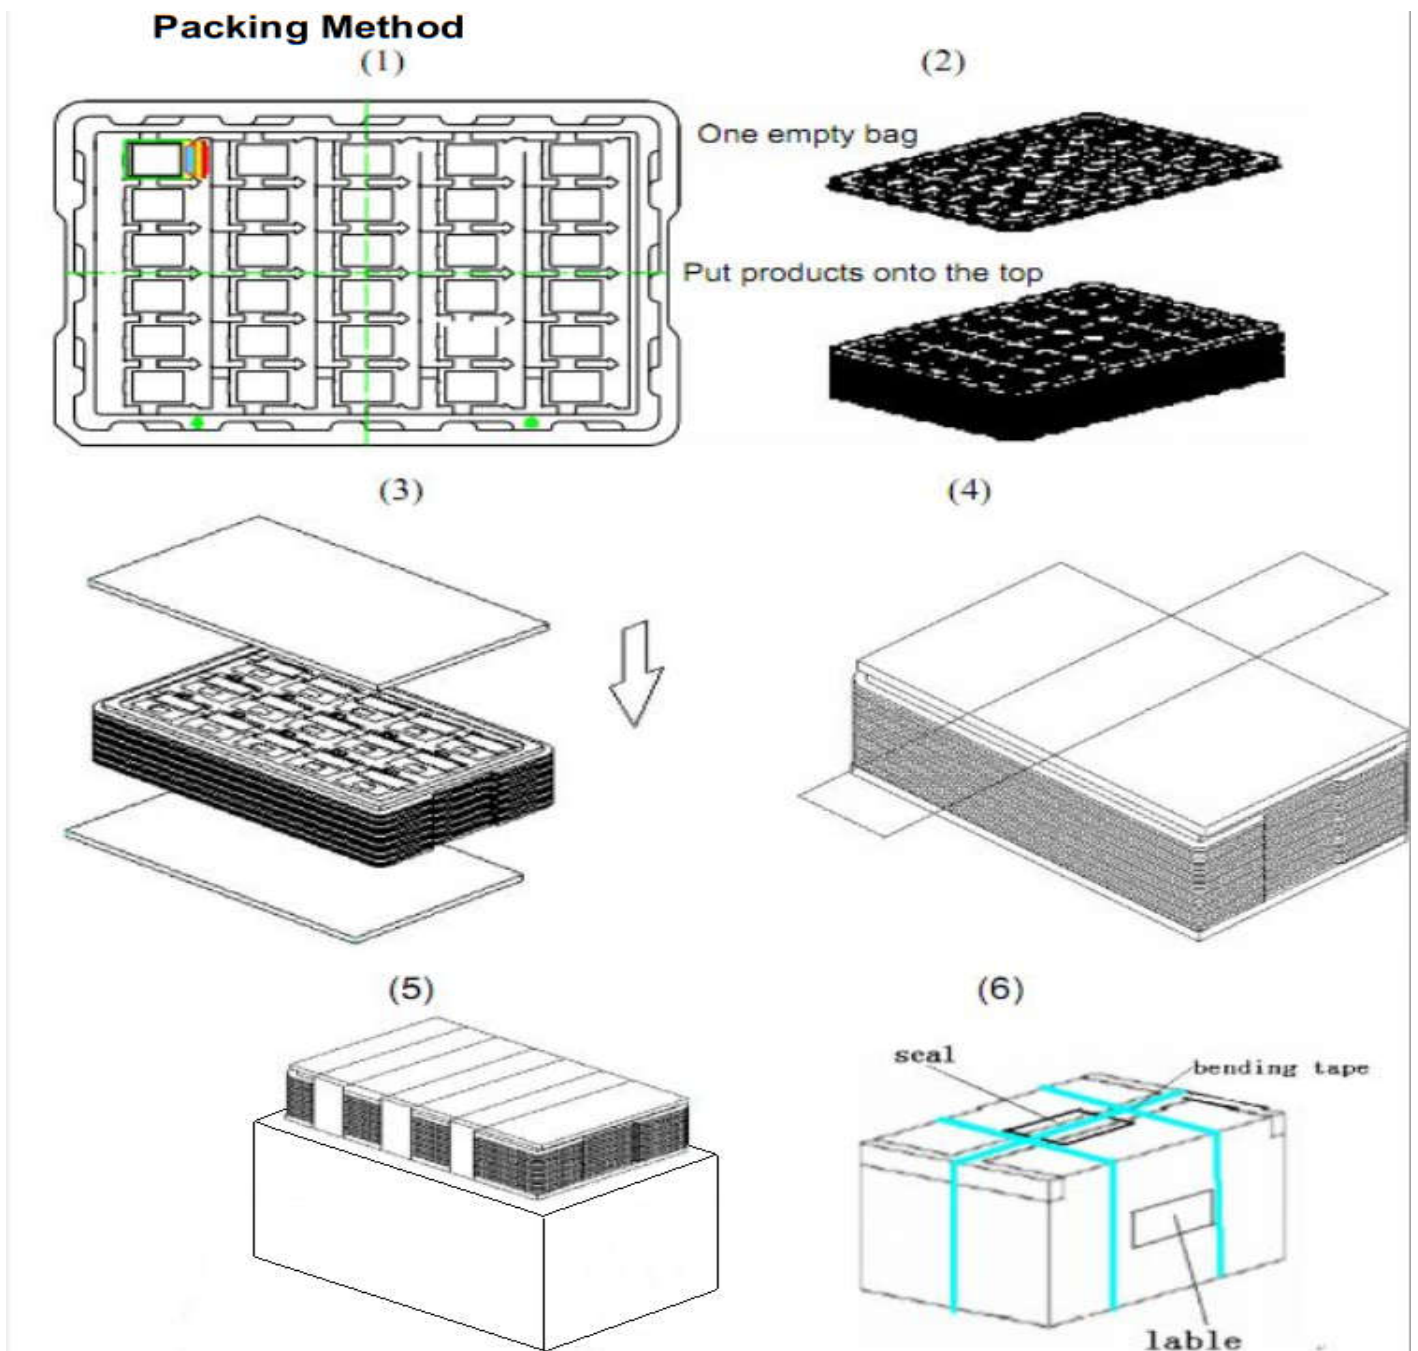 Packing Method
(1)
(2)
One empty bag
Put products onto the top
(3)
(4)
(5)
(6)
seal
bending tape
lable